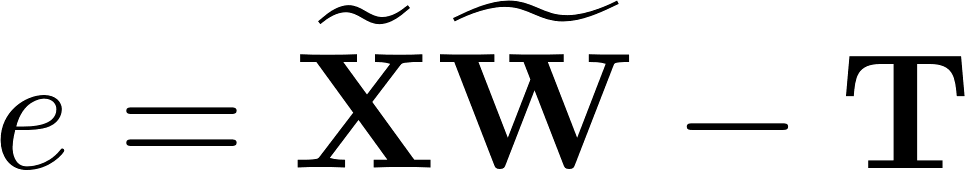 e = X̃W̃ − T